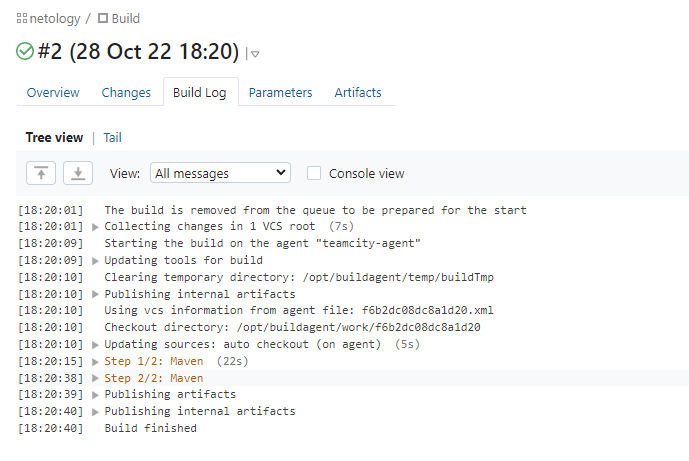 netology / Build
#2 (28 Oct 22 18:20) |
Overview Changes Build Log Parameters Artifacts
Tree view | Tail
View: All messages Console view
[18:20:01] The build is removed from the queue to be prepared for the start
[18:20:01] Collecting changes in 1 VCS root (7s)
[18:20:09] Starting the build on the agent "teamcity-agent"
[18:20:09] Updating tools for build
[18:20:10] Clearing temporary directory: /opt/buildagent/temp/buildTmp
[18:20:10] Publishing internal artifacts
[18:20:10] Using vcs information from agent file: f6b2dc08dc8a1d20.xml
[18:20:10] Checkout directory: /opt/buildagent/work/f6b2dc08dc8a1d20
[18:20:10] Updating sources: auto checkout (on agent) (5s)
[18:20:15] Step 1/2: Maven (22s)
[18:20:38] Step 2/2: Maven
[18:20:39] Publishing artifacts
[18:20:40] Publishing internal artifacts
[18:20:40] Build finished